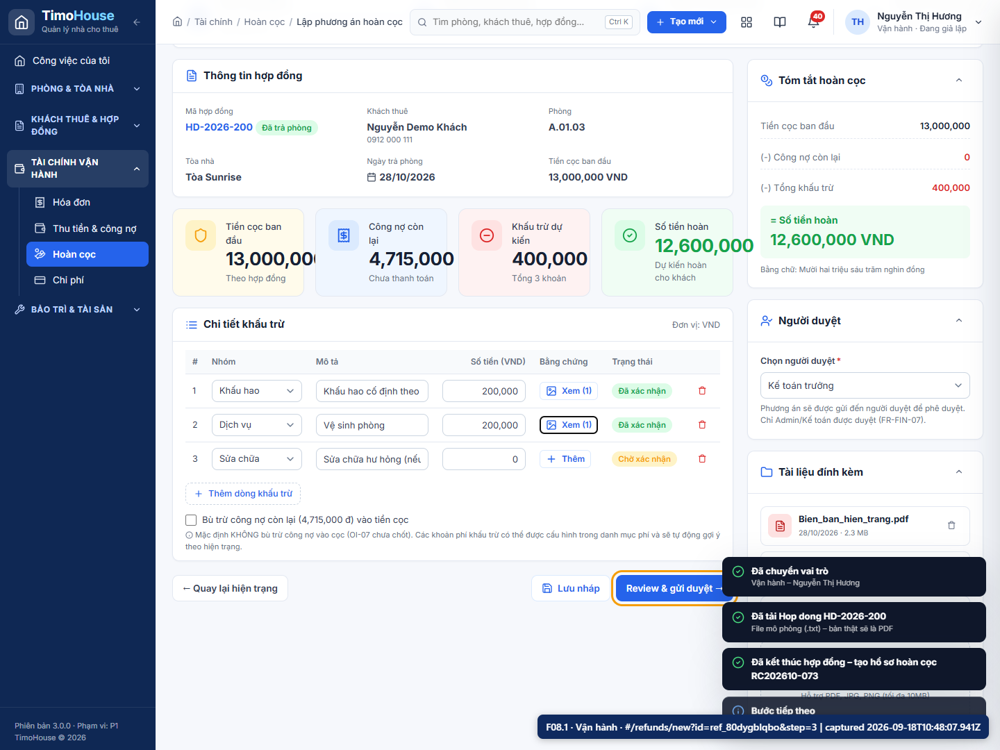 TimoHouse
Quản lý nhà cho thuê
Công việc của tôi
PHÒNG & TÒA NHÀ
KHÁCH THUÊ & HỢP
ĐỒNG
TÀI CHÍNH VẬN
HÀNH
Hóa đơn
Thu tiền & công nợ
Hoàn cọc
Chi phí
BẢO TRÌ & TÀI SẢN
Phiên bản 3.0.0 · Phạm vi: P1
TimoHouse © 2026
/ Tài chính / Hoàn cọc / Lập phương án hoàn cọc
Tìm phòng, khách thuê, hợp đồng...
Ctrl K
Tạo mới
40
TH
Nguyễn Thị Hương
Vận hành · Đang giả lập
Thông tin hợp đồng
Mã hợp đồng
HD-2026-200 Đã trả phòng
Khách thuê
Nguyễn Demo Khách
0912 000 111
Phòng
A.01.03
Tòa nhà
Tòa Sunrise
Ngày trả phòng
28/10/2026
Tiền cọc ban đầu
13,000,000 VND
Tiền cọc ban
đầu
13,000,000
Theo hợp đồng
Công nợ còn
lại
4,715,000
Chưa thanh toán
Khấu trừ dự
kiến
400,000
Tổng 3 khoản
Số tiền hoàn
12,600,000
Dự kiến hoàn
cho khách
Chi tiết khấu trừ
Đơn vị: VND
# Nhóm Mô tả Số tiền (VND) Bằng chứng Trạng thái
1 Khấu hao Khấu hao cố định theo 200,000 Xem (1) Đã xác nhận
2 Dịch vụ Vệ sinh phòng 200,000 Xem (1) Đã xác nhận
3 Sửa chữa Sửa chữa hư hỏng (nếu 0 + Thêm Chờ xác nhận
+ Thêm dòng khấu trừ
Bù trừ công nợ còn lại (4,715,000 đ) vào tiền cọc
Mặc định KHÔNG bù trừ công nợ vào cọc (OI-07 chưa chốt). Các khoản phí khấu trừ có thể được cấu hình trong danh mục phí và sẽ tự động gợi ý
theo hiện trạng.
← Quay lại hiện trạng
Lưu nháp
Review & gửi duyệt →
Tóm tắt hoàn cọc
Tiền cọc ban đầu 13,000,000
(-) Công nợ còn lại 0
(-) Tổng khấu trừ 400,000
= Số tiền hoàn
12,600,000 VND
Bằng chữ: Mười hai triệu sáu trăm nghìn đồng
Người duyệt
Chọn người duyệt *
Kế toán trưởng
Phương án sẽ được gửi đến người duyệt để phê duyệt.
Chỉ Admin/Kế toán được duyệt (FR-FIN-07).
Tài liệu đính kèm
Bien_ban_hien_trang.pdf
28/10/2026 · 2.3 MB
Đã chuyển vai trò
Vận hành – Nguyễn Thị Hương
Đã tải Hop dong HD-2026-200
File mô phỏng (.txt) – bản thật sẽ là PDF
Đã kết thúc hợp đồng – tạo hồ sơ hoàn cọc
RC202610-073
Hỗ trợ PDF, JPG, PNG (tối đa 10MB)
Bước tiếp theo
F08.1 · Vận hành · #/refunds/new?id=ref_80dygblqbo&step=3 | captured 2026-09-18T10:48:07.941Z